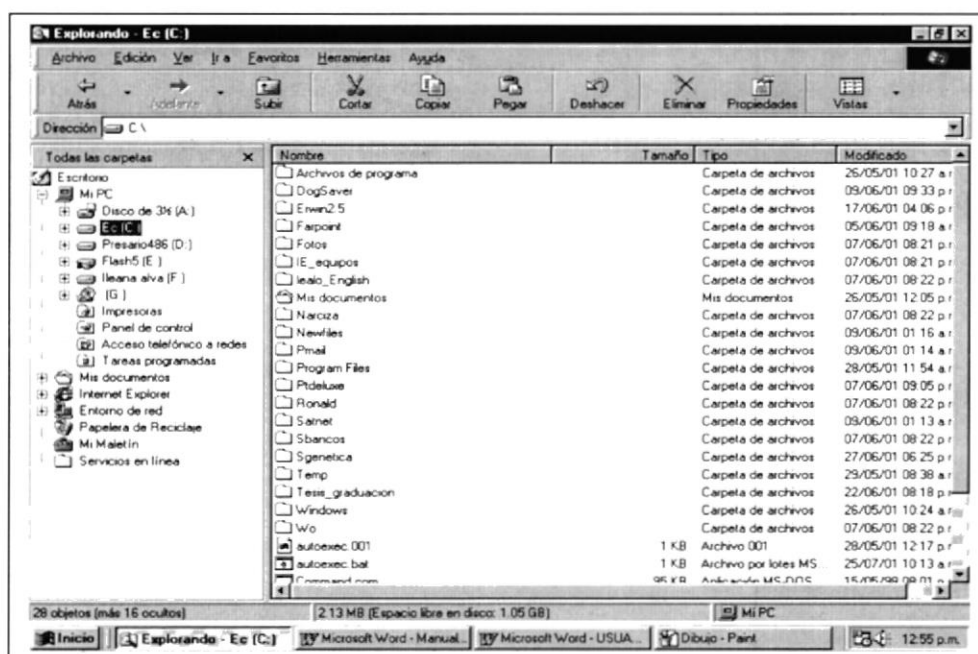 Explorando - Ec (C:)
Archivo Edición Ver Ir a Favoritos Herramientas Ayuda
Atrás Adelante Subir Cortar Copiar Pegar Deshacer Eliminar Propiedades Vistas
Dirección C:\
Todas las carpetas
Escritorio
Mi PC
Disco de 3½ (A:)
Ec (C:)
Presario486 (D:)
Flash5 (E:)
Ileana alva (F:)
(G:)
Impresoras
Panel de control
Acceso telefónico a redes
Tareas programadas
Mis documentos
Internet Explorer
Entorno de red
Papelera de Reciclaje
Mi Maletín
Servicios en línea
Nombre Tamaño Tipo Modificado
Archivos de programa Carpeta de archivos 26/05/01 10:27 a.
DogSaver Carpeta de archivos 09/06/01 09:33 p.
Erwin2.5 Carpeta de archivos 17/06/01 04:06 p.
Farpoint Carpeta de archivos 05/06/01 09:18 a.
Fotos Carpeta de archivos 07/06/01 08:21 p.
IE_equipos Carpeta de archivos 07/06/01 08:21 p.
English Carpeta de archivos 07/06/01 08:22 p.
Mis documentos Mis documentos 26/05/01 12:05 p.
Narciza Carpeta de archivos 07/06/01 08:22 p.
Newfiles Carpeta de archivos 09/06/01 01:16 a.
Pmail Carpeta de archivos 09/06/01 01:14 a.
Program Files Carpeta de archivos 28/05/01 11:54 a.
Ptdeluxe Carpeta de archivos 07/06/01 09:05 p.
Ronald Carpeta de archivos 07/06/01 08:22 p.
Satnet Carpeta de archivos 09/06/01 01:13 a.
Sbancos Carpeta de archivos 07/06/01 08:22 p.
Sgenetica Carpeta de archivos 27/06/01 06:25 p.
Temp Carpeta de archivos 29/05/01 08:38 a.
Tesis_graduacion Carpeta de archivos 22/06/01 08:18 p.
Windows Carpeta de archivos 26/05/01 10:24 a.
Wo Carpeta de archivos 07/06/01 08:22 p.
autoexec.001 1 KB Archivo 001 28/05/01 12:17 p.
autoexec.bat 1 KB Archivo por lotes MS... 25/07/01 10:13 a.
Command.com 95 KB Aplicación MS-DOS 15/05/98 08:01
28 objetos (más 16 ocultos) 2.13 MB (Espacio libre en disco: 1.05 GB) Mi PC
Inicio Explorando - Ec (C:) Microsoft Word - Manual... Microsoft Word - USUA... Dibujo - Paint 12:55 p.m.